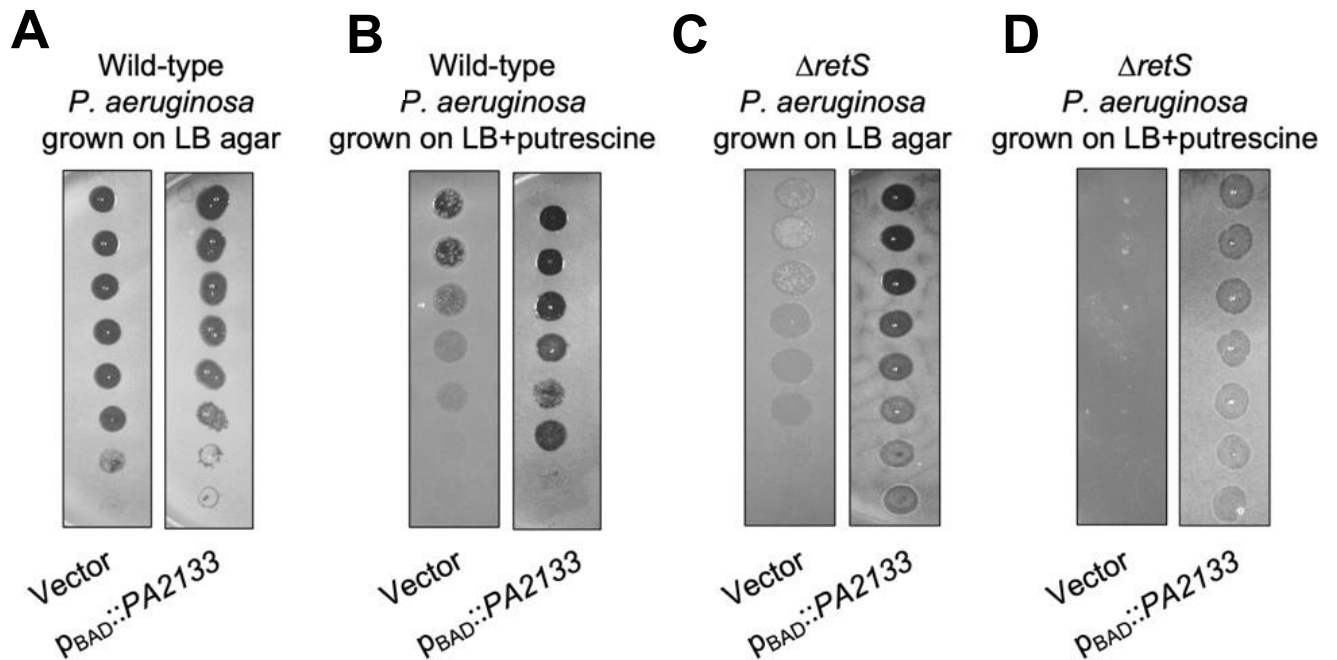 A
Wild-type
P. aeruginosa
grown on LB agar
Vector
pBAD::PA2133
B
Wild-type
P. aeruginosa
grown on LB+putrescine
Vector
pBAD::PA2133
C
ΔretS
P. aeruginosa
grown on LB agar
Vector
pBAD::PA2133
D
ΔretS
P. aeruginosa
grown on LB+putrescine
Vector
pBAD::PA2133